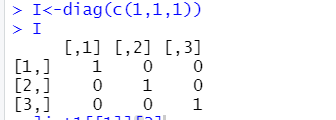 > I<-diag(c(1,1,1))
> I
     [,1] [,2] [,3]
[1,]    1    0    0
[2,]    0    1    0
[3,]    0    0    1